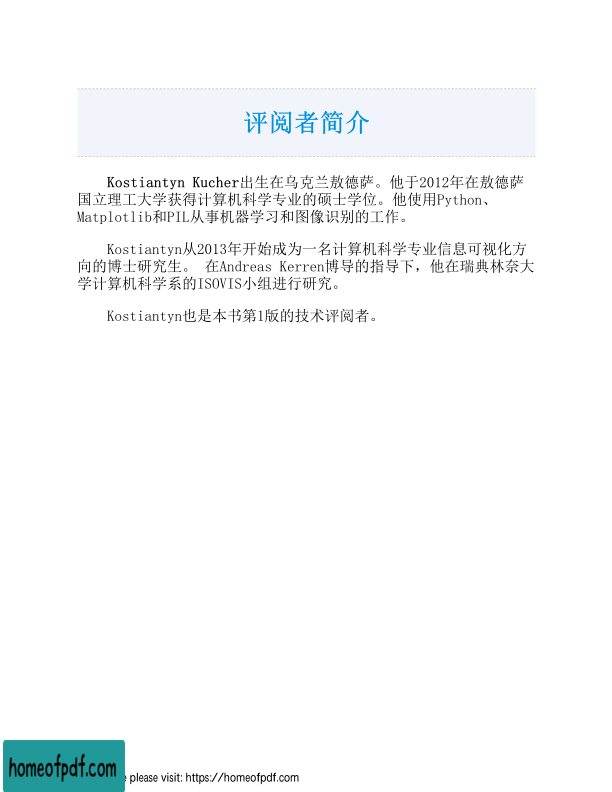 评阅者简介
Kostiantyn Kucher出生在乌克兰敖德萨。他于2012年在敖德萨
国立理工大学获得计算机科学专业的硕士学位。他使用Python、
Matplotlib和PIL从事机器学习和图像识别的工作。
Kostiantyn从2013年开始成为一名计算机科学专业信息可视化方
向的博士研究生。 在Andreas Kerren博导的指导下，他在瑞典林奈大
学计算机科学系的ISOVIS小组进行研究。
Kostiantyn也是本书第1版的技术评阅者。
homeofpdf.com
please visit: https://homeofpdf.com